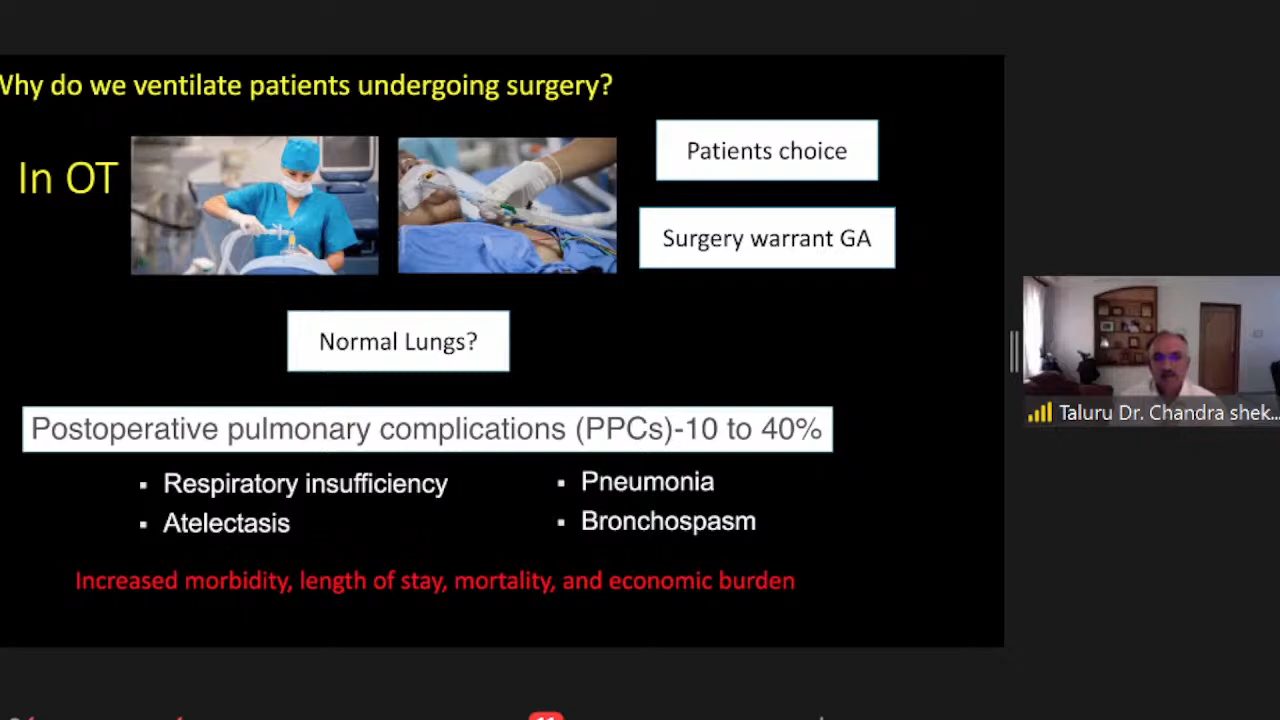 Why do we ventilate patients undergoing surgery?
In OT
Patients choice
Surgery warrant GA
Normal Lungs?
Postoperative pulmonary complications (PPCs)-10 to 40%
▪ Respiratory insufficiency
▪ Atelectasis
▪ Pneumonia
▪ Bronchospasm
Increased morbidity, length of stay, mortality, and economic burden
Taluru Dr. Chandra shek...